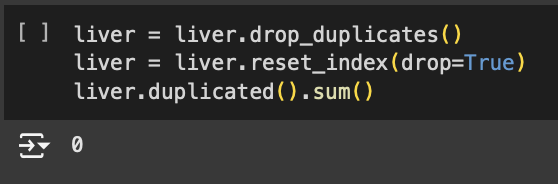 [ ] liver = liver.drop_duplicates()
liver = liver.reset_index(drop=True)
liver.duplicated().sum()
0